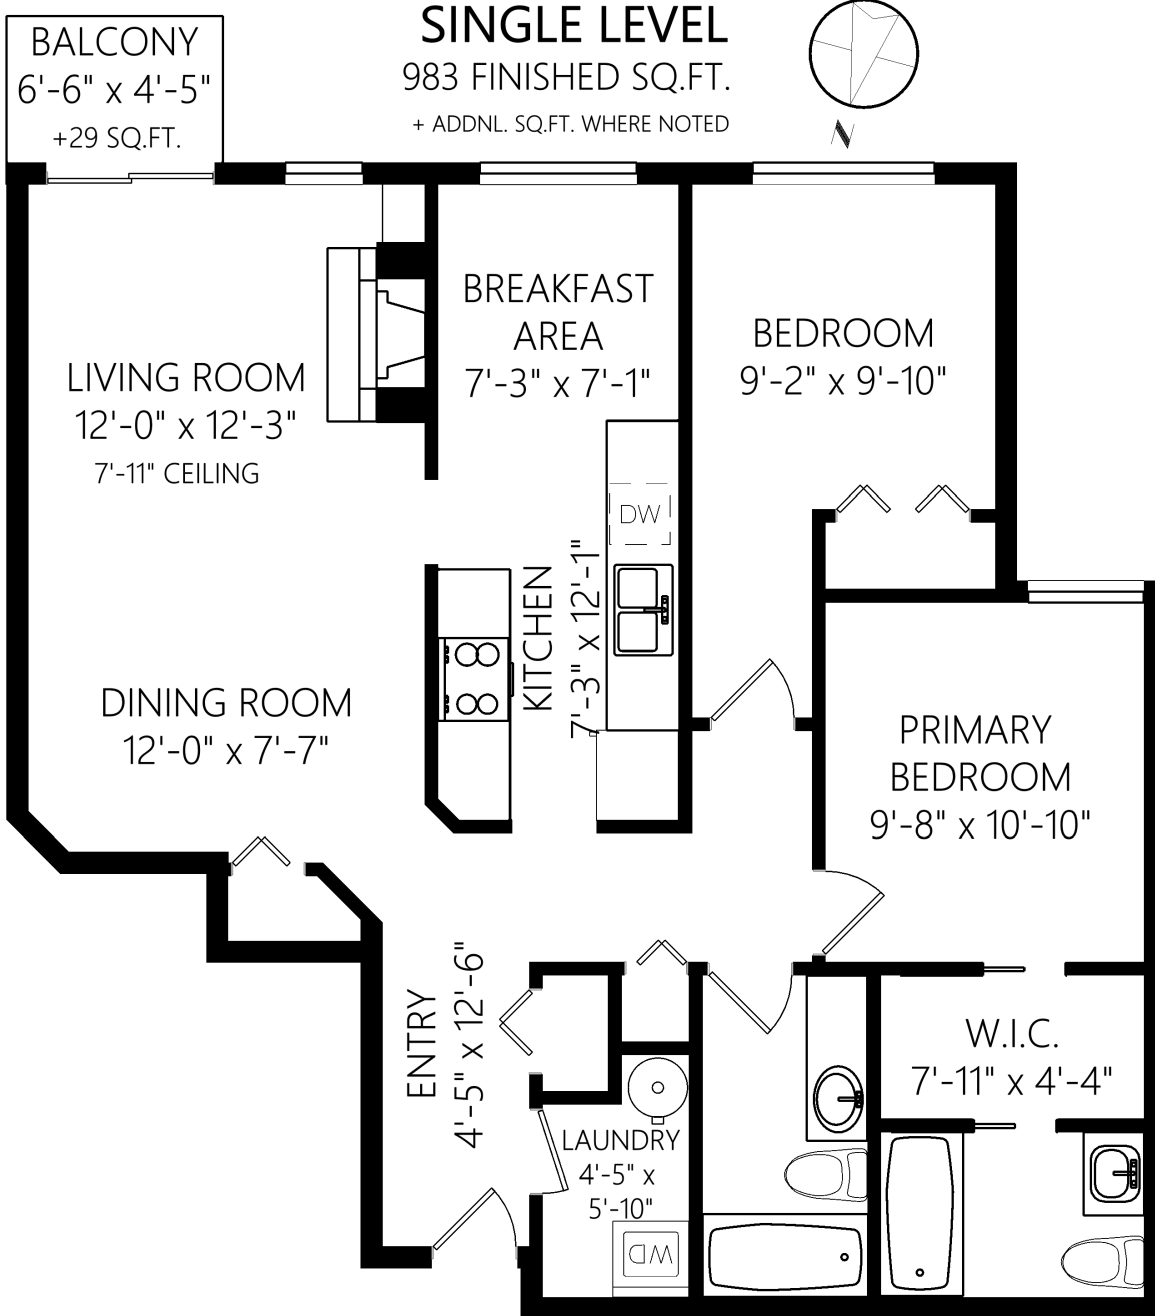 SINGLE LEVEL
983 FINISHED SQ.FT.
+ ADDNL. SQ.FT. WHERE NOTED
N
BALCONY
6'-6" x 4'-5"
+29 SQ.FT.
LIVING ROOM
12'-0" x 12'-3"
7'-11" CEILING
BREAKFAST
AREA
7'-3" x 7'-1"
BEDROOM
9'-2" x 9'-10"
DW
KITCHEN
7'-3" x 12'-1"
DINING ROOM
12'-0" x 7'-7"
PRIMARY
BEDROOM
9'-8" x 10'-10"
ENTRY
4'-5" x 12'-6"
W.I.C.
7'-11" x 4'-4"
LAUNDRY
4'-5" x
5'-10"
WD